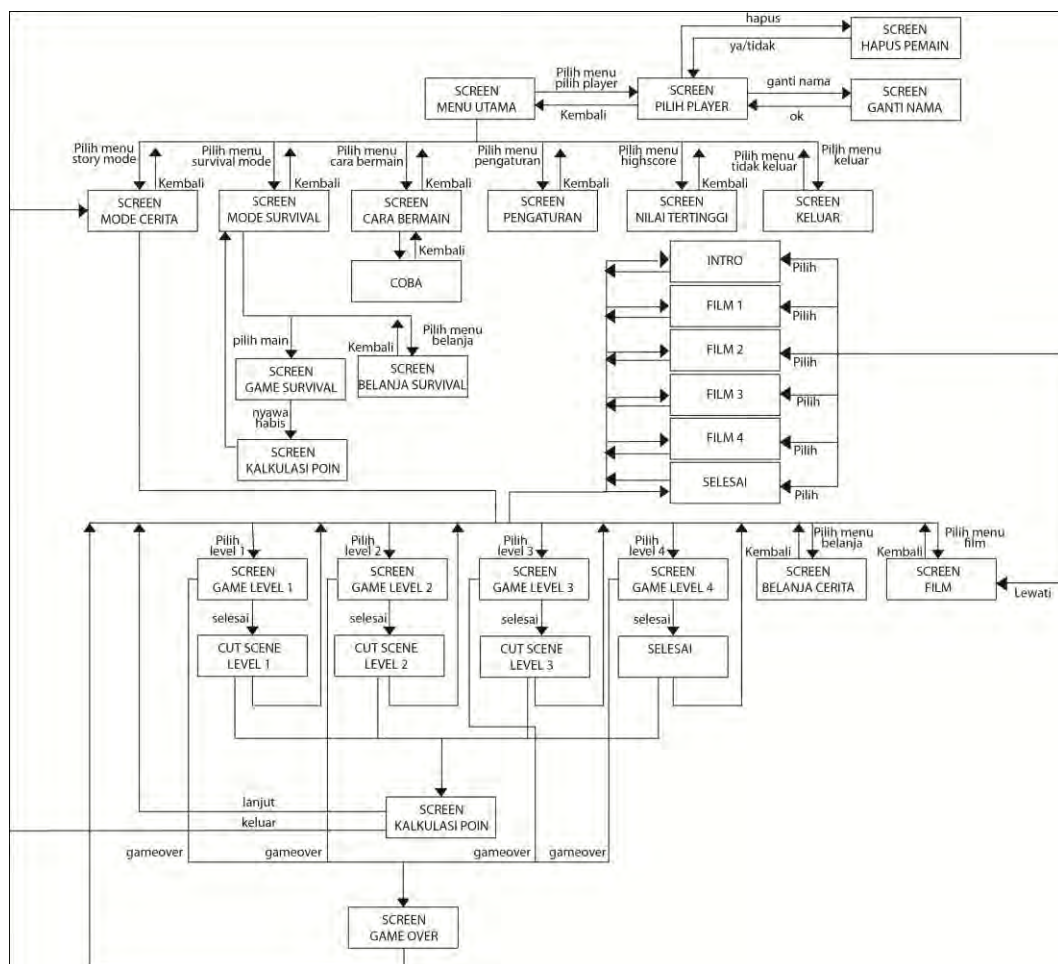 hapus
SCREEN
HAPUS PEMAIN
ya/tidak
Pilih menu
pilih player
SCREEN
MENU UTAMA
SCREEN
PILIH PLAYER
ganti nama
SCREEN
GANTI NAMA
Kembali
ok
Pilih menu
story mode
Pilih menu
survival mode
Pilih menu
cara bermain
Pilih menu
pengaturan
Pilih menu
highscore
Pilih menu
tidak keluar
Pilih menu
keluar
Kembali
Kembali
Kembali
Kembali
Kembali
SCREEN
MODE CERITA
SCREEN
MODE SURVIVAL
SCREEN
CARA BERMAIN
SCREEN
PENGATURAN
SCREEN
NILAI TERTINGGI
SCREEN
KELUAR
Kembali
COBA
INTRO
Pilih
FILM 1
Pilih
FILM 2
Pilih
FILM 3
Pilih
FILM 4
Pilih
SELESAI
Pilih
pilih main
Kembali
Pilih menu
belanja
SCREEN
GAME SURVIVAL
SCREEN
BELANJA SURVIVAL
nyawa
habis
SCREEN
KALKULASI POIN
Pilih
level 1
Pilih
level 2
Pilih
level 3
Pilih
level 4
Kembali
Pilih menu
belanja
Kembali
Pilih menu
film
SCREEN
GAME LEVEL 1
SCREEN
GAME LEVEL 2
SCREEN
GAME LEVEL 3
SCREEN
GAME LEVEL 4
SCREEN
BELANJA CERITA
SCREEN
FILM
Lewati
selesai
selesai
selesai
selesai
CUT SCENE
LEVEL 1
CUT SCENE
LEVEL 2
CUT SCENE
LEVEL 3
SELESAI
lanjut
keluar
SCREEN
KALKULASI POIN
gameover
gameover
gameover
gameover
SCREEN
GAME OVER